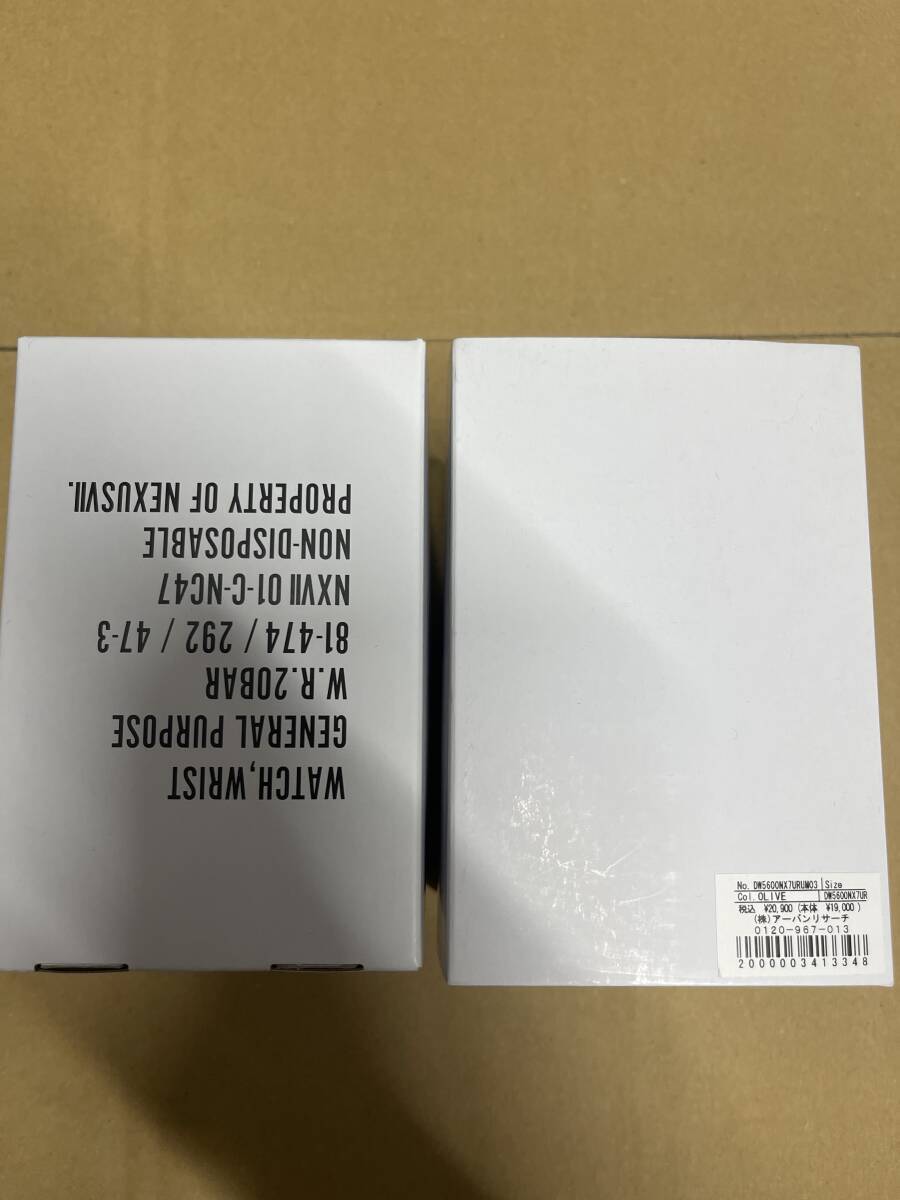 WATCH,WRIST
GENERAL PURPOSE
W.R.20BAR
81-474 / 292 / 47-3
NXVII 01-C-NC47
NON-DISPOSABLE
PROPERTY OF NEXUSVII.
No. DW5600NX7URUM03 Size
Col. OLIVE DW5600NX7UR
税込 ¥20,900 (本体 ¥19,000)
(株)アーバンリサーチ
0120-967-013
2000003413348